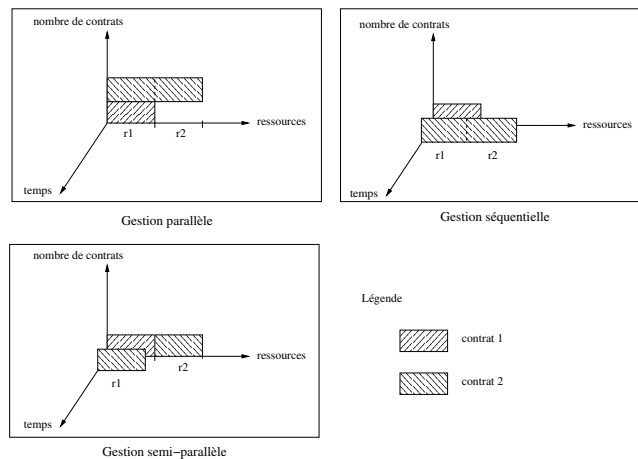 nombre de contrats
ressources
r1 r2
temps
Gestion parallèle
nombre de contrats
ressources
r1 r2
temps
Gestion séquentielle
nombre de contrats
ressources
r1 r2
temps
Gestion semi-parallèle
Légende
contrat 1
contrat 2